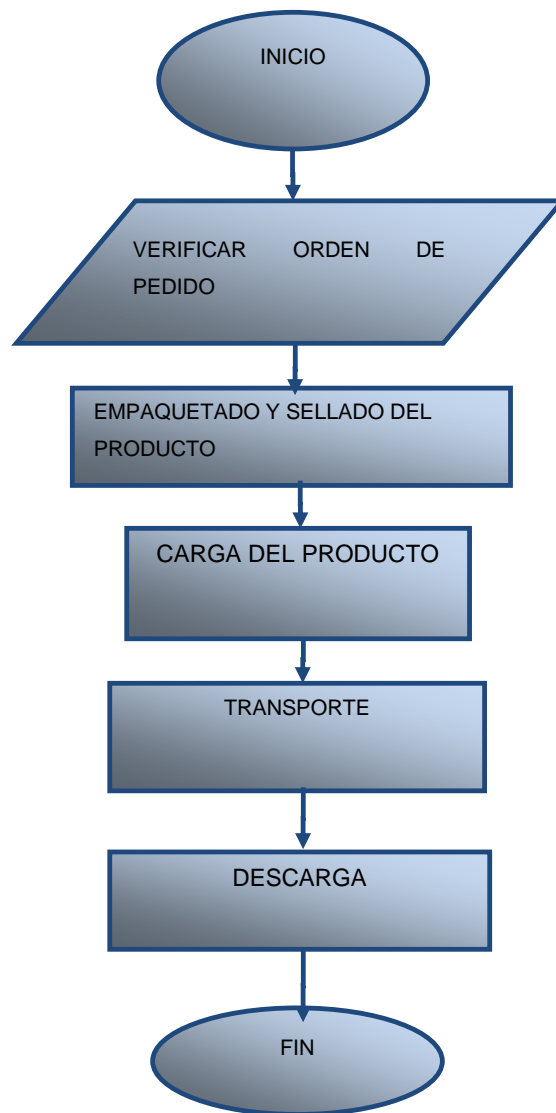 INICIO
VERIFICAR ORDEN DE
PEDIDO
EMPAQUETADO Y SELLADO DEL
PRODUCTO
CARGA DEL PRODUCTO
TRANSPORTE
DESCARGA
FIN